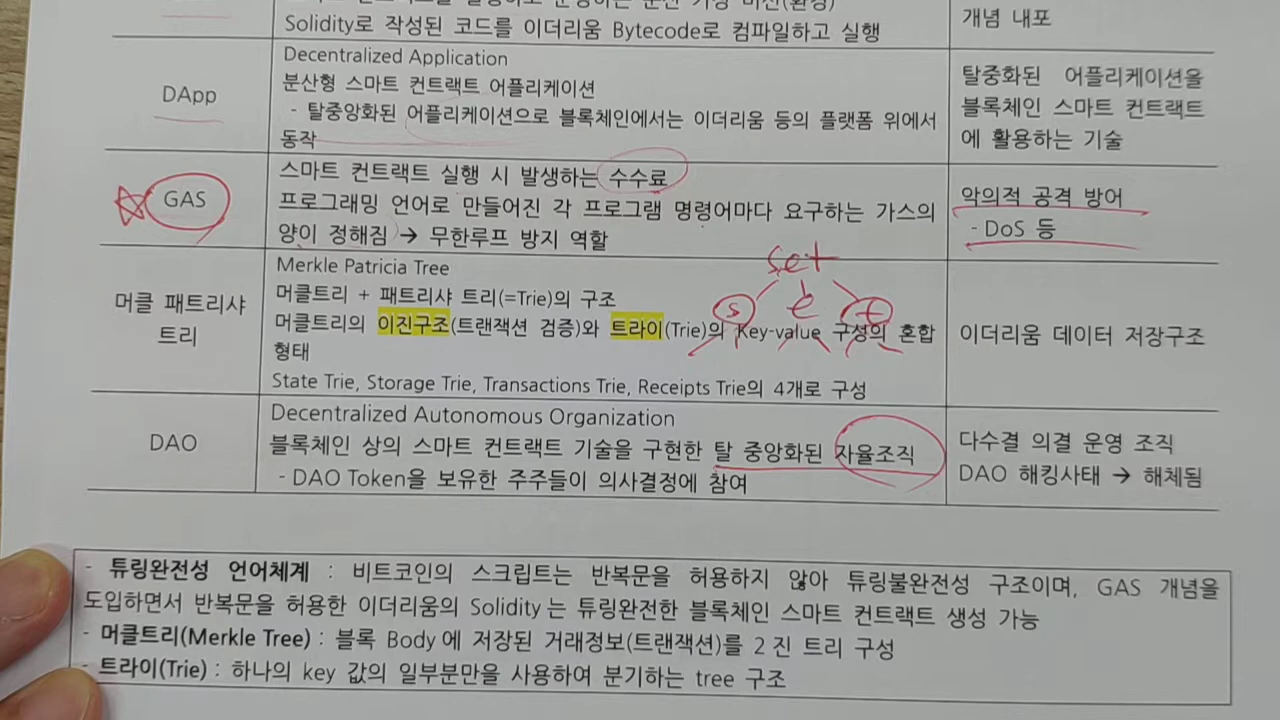 Solidity로 작성된 코드를 이더리움 Bytecode로 컴파일하고 실행
개념 내포
DApp
Decentralized Application
분산형 스마트 컨트랙트 어플리케이션
- 탈중앙화된 어플리케이션으로 블록체인에서는 이더리움 등의 플랫폼 위에서
동작
탈중화된 어플리케이션을
블록체인 스마트 컨트랙트
에 활용하는 기술
GAS
스마트 컨트랙트 실행 시 발생하는 수수료
프로그래밍 언어로 만들어진 각 프로그램 명령어마다 요구하는 가스의
양이 정해짐 → 무한루프 방지 역할
악의적 공격 방어
- DoS 등
set
s e t
머클 패트리샤
트리
Merkle Patricia Tree
머클트리 + 패트리샤 트리(=Trie)의 구조
머클트리의 이진구조(트랜잭션 검증)와 트라이(Trie)의 Key-value 구성의 혼합
형태
State Trie, Storage Trie, Transactions Trie, Receipts Trie의 4개로 구성
이더리움 데이터 저장구조
DAO
Decentralized Autonomous Organization
블록체인 상의 스마트 컨트랙트 기술을 구현한 탈 중앙화된 자율조직
- DAO Token을 보유한 주주들이 의사결정에 참여
다수결 의결 운영 조직
DAO 해킹사태 → 해체됨
- 튜링완전성 언어체계 : 비트코인의 스크립트는 반복문을 허용하지 않아 튜링불완전성 구조이며, GAS 개념을
도입하면서 반복문을 허용한 이더리움의 Solidity 는 튜링완전한 블록체인 스마트 컨트랙트 생성 가능
- 머클트리(Merkle Tree) : 블록 Body 에 저장된 거래정보(트랜잭션)를 2 진 트리 구성
- 트라이(Trie) : 하나의 key 값의 일부분만을 사용하여 분기하는 tree 구조